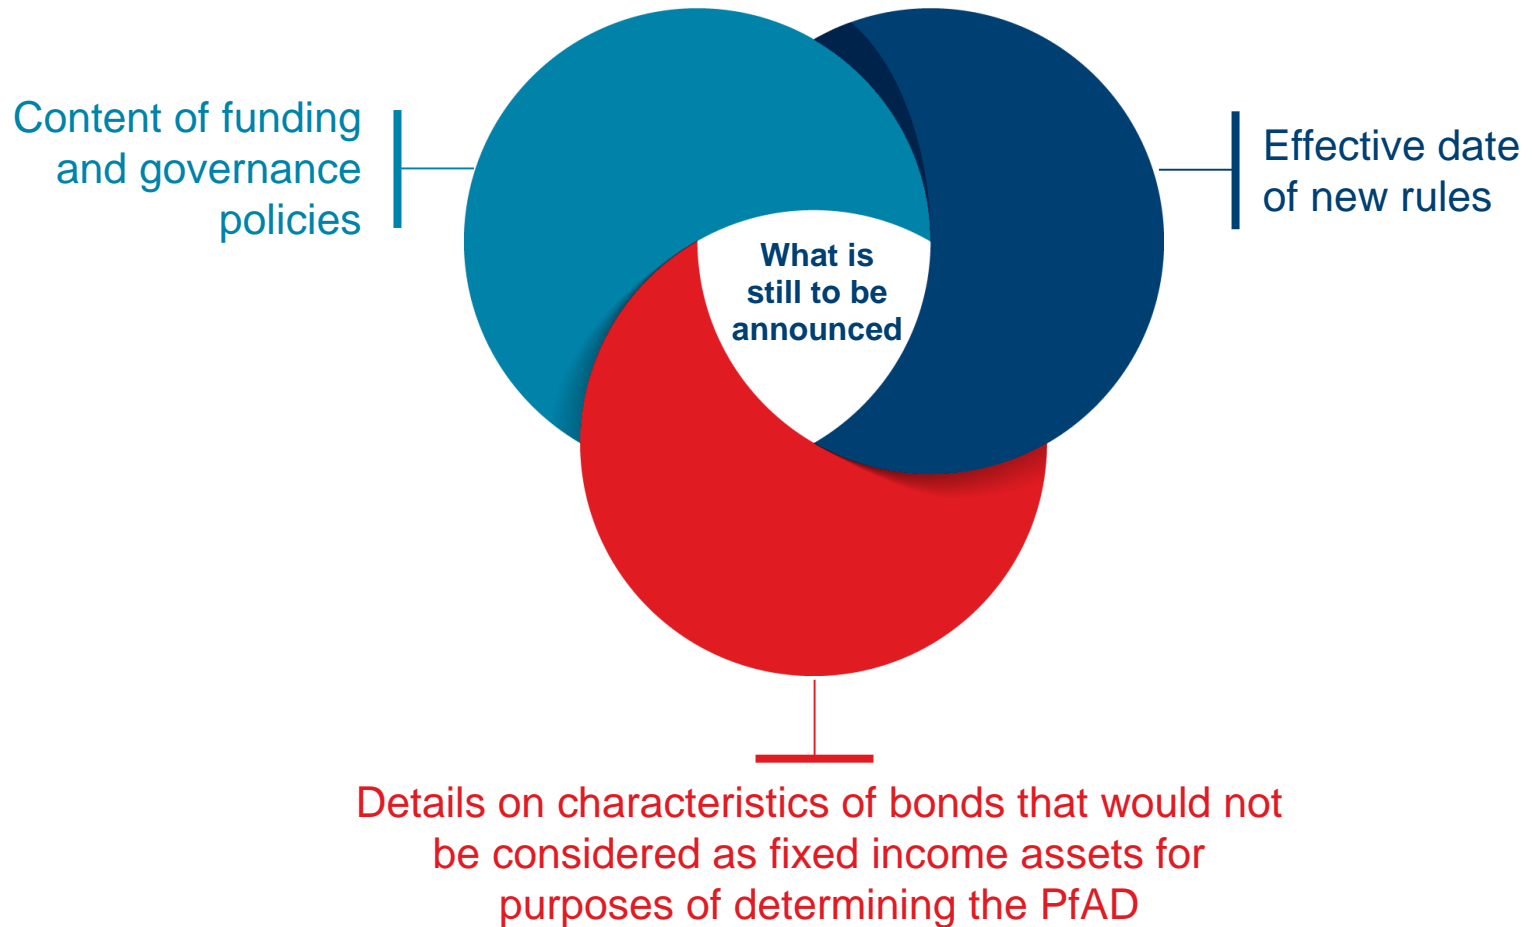 Content of funding
and governance
policies
Effective date
of new rules
What is
still to be
announced
Details on characteristics of bonds that would not
be considered as fixed income assets for
purposes of determining the PfAD